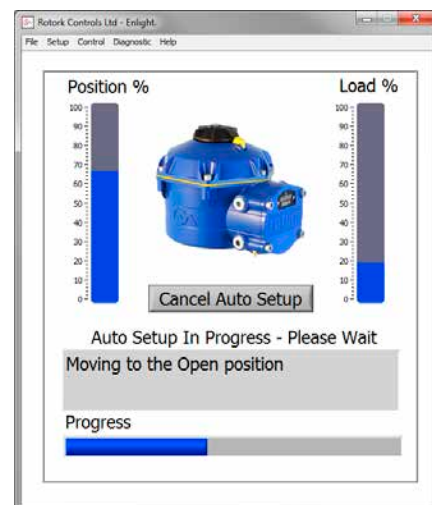 Rotork Controls Ltd - Enlight.
File Setup Control Diagnostic Help
Position % Load %
100 100
90 90
80 80
70 70
60 60
50 50
40 40
30 30
20 20
10 10
0 0
Cancel Auto Setup
Auto Setup In Progress - Please Wait
Moving to the Open position
Progress